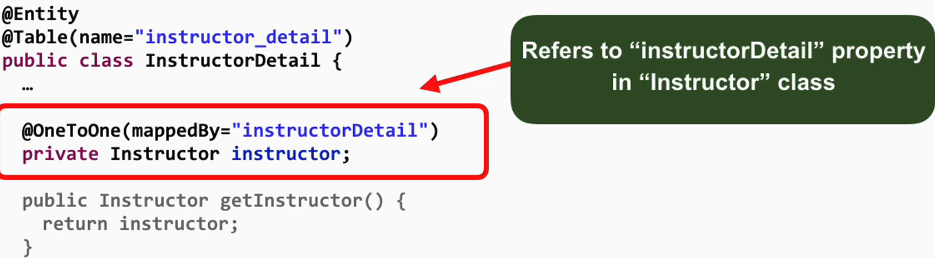 @Entity
@Table(name="instructor_detail")
public class InstructorDetail {
…
@OneToOne(mappedBy="instructorDetail")
private Instructor instructor;
public Instructor getInstructor() {
return instructor;
}
Refers to “instructorDetail” property
in “Instructor” class